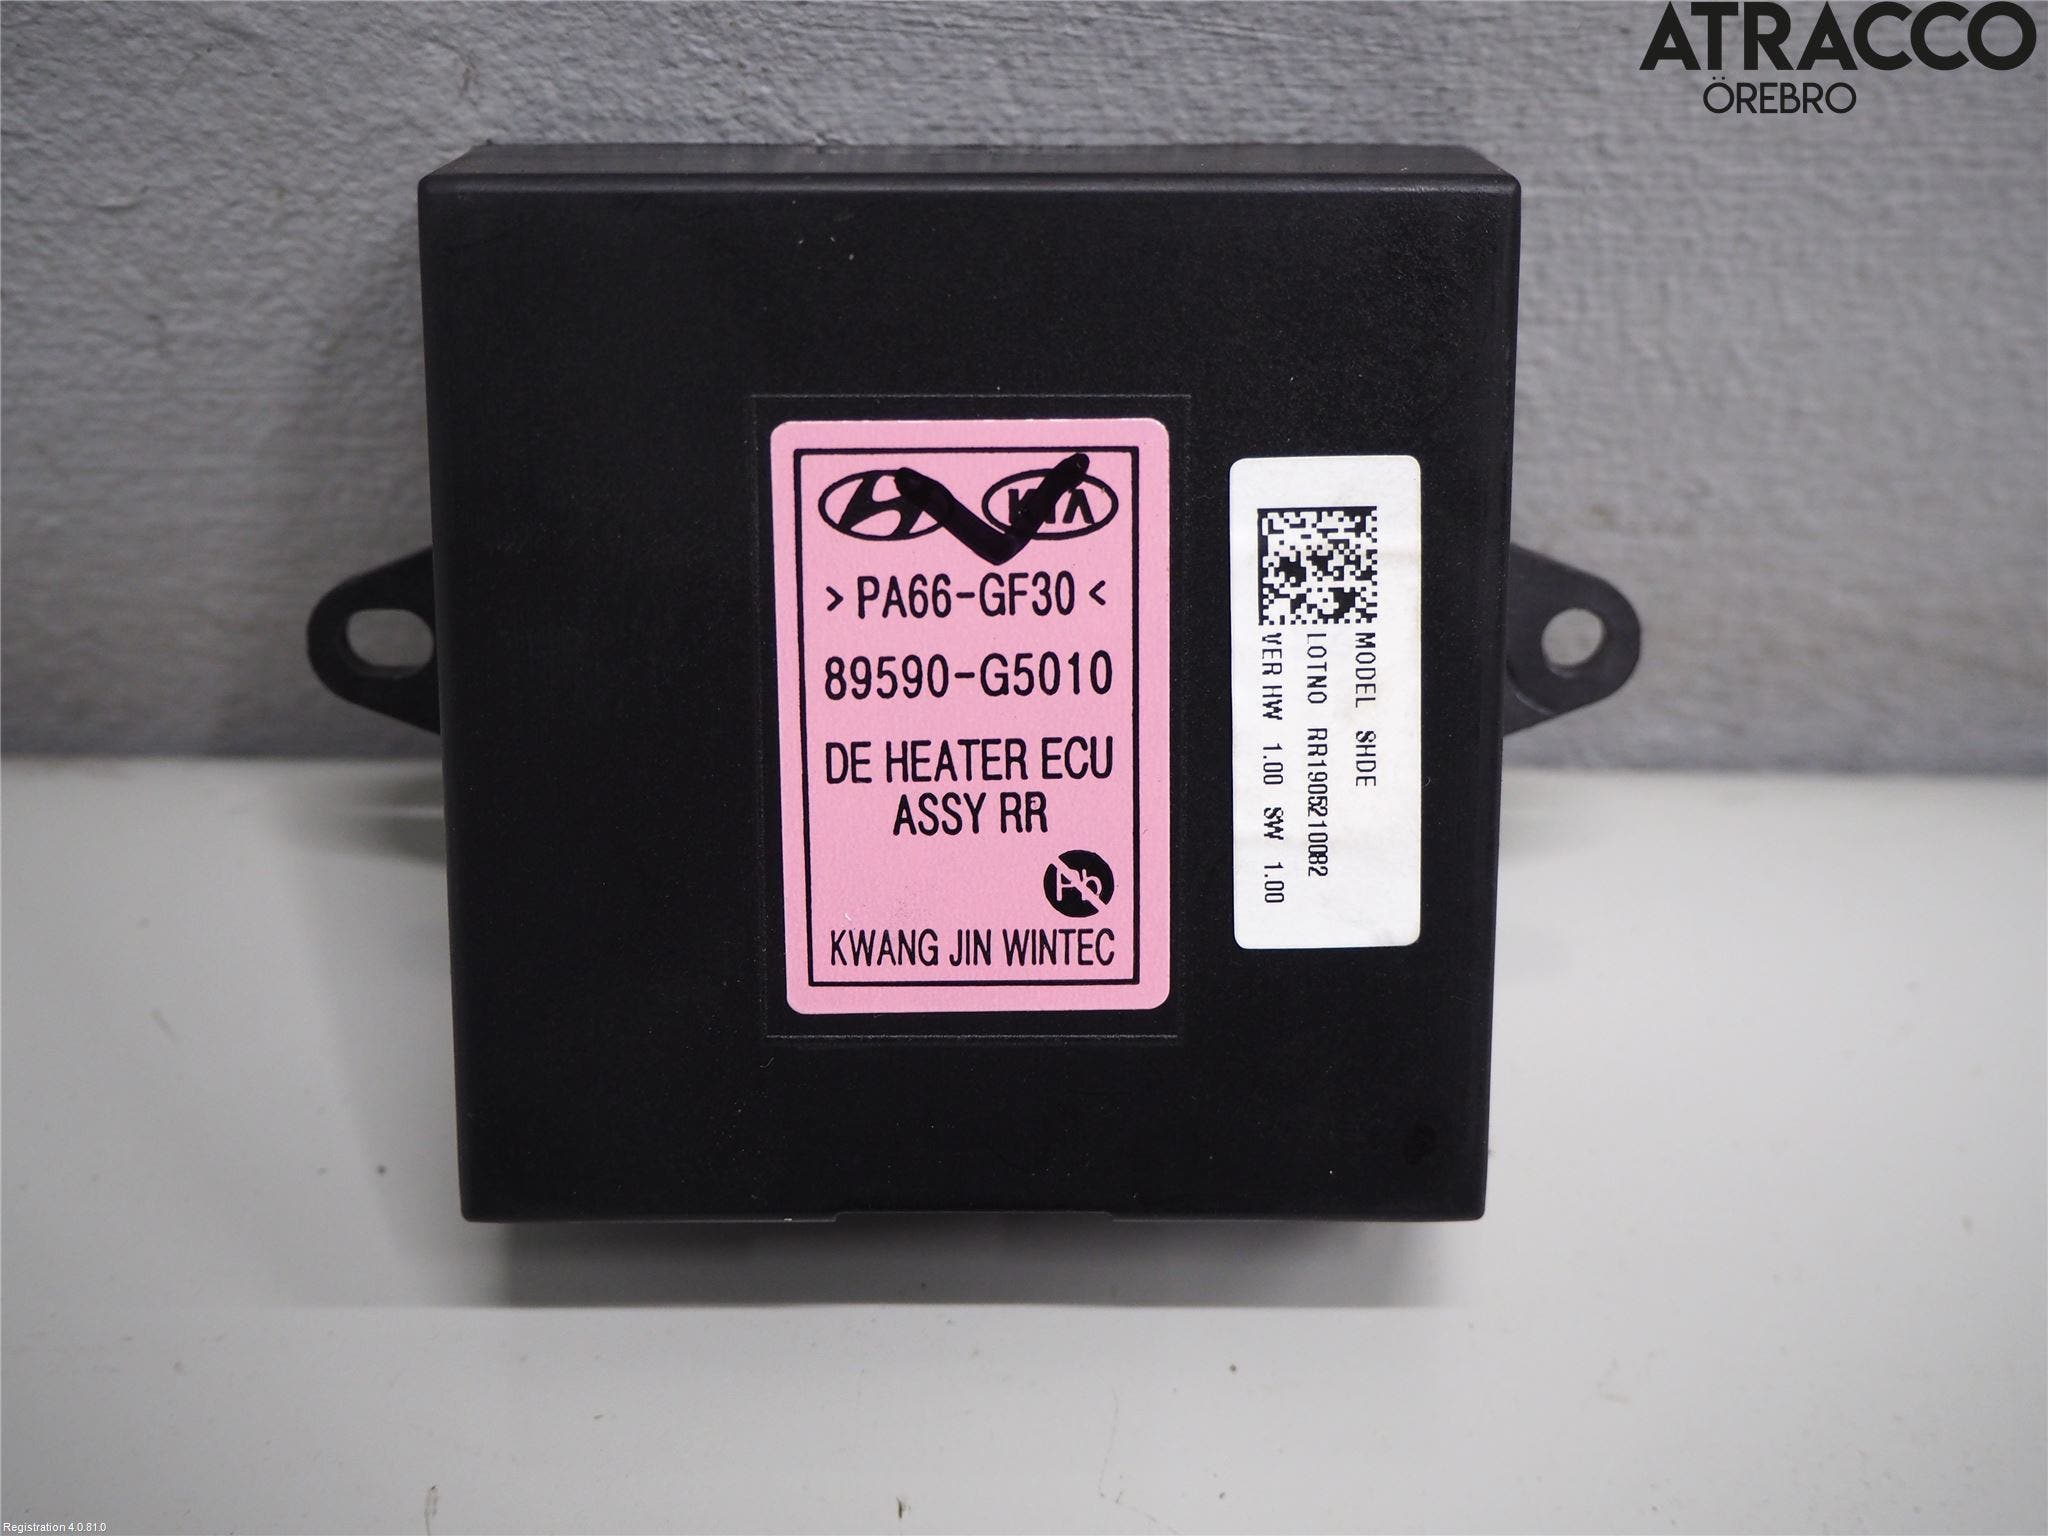 ATRACCO
ÖREBRO
KIA
>PA66-GF30<
89590-G5010
DE HEATER ECU
ASSY RR
Pb
KWANG JIN WINTEC
MODEL SHDE
LOTNO RR1905210082
VER HW 1.00 SW 1.00
Registration 4.0.81.0